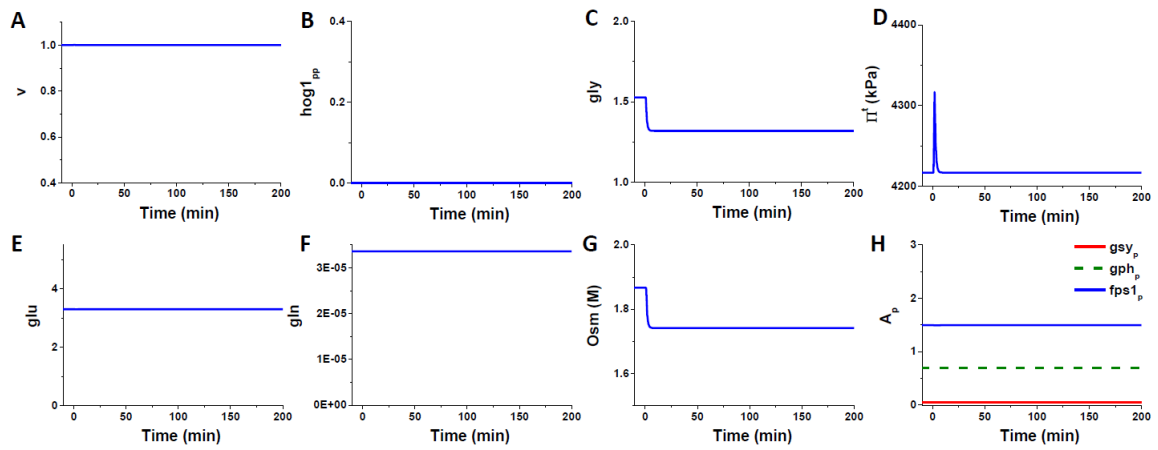 A
1.0
0.8
0.6
0.4
v
0
50
100
150
200
Time (min)
B
0.4
0.2
0.0
hog1pp
0
50
100
150
200
Time (min)
C
2.0
1.5
1.0
gly
0
50
100
150
200
Time (min)
D
4400
4300
4200
Πt (kPa)
0
50
100
150
200
Time (min)
E
4
2
0
glu
0
50
100
150
200
Time (min)
F
3E-05
2E-05
1E-05
0E+00
gln
0
50
100
150
200
Time (min)
G
2.0
1.9
1.7
1.6
Osm (M)
0
50
100
150
200
Time (min)
H
3
2
1
0
Ap
gsyp
gphp
fps1p
0
50
100
150
200
Time (min)